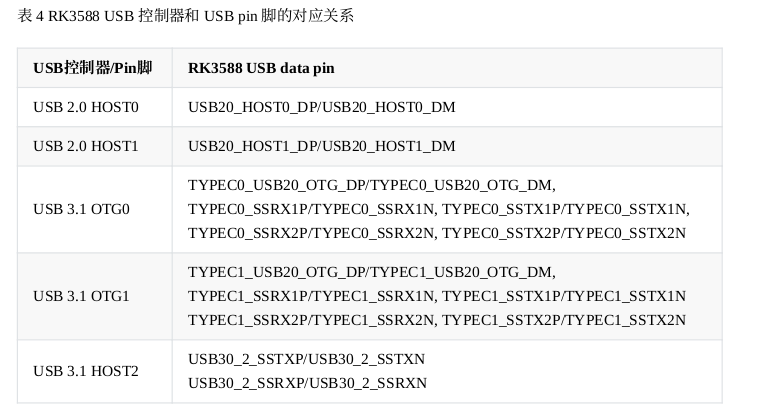 表 4 RK3588 USB 控制器和 USB pin 脚的对应关系
USB控制器/Pin脚 RK3588 USB data pin
USB 2.0 HOST0 USB20_HOST0_DP/USB20_HOST0_DM
USB 2.0 HOST1 USB20_HOST1_DP/USB20_HOST1_DM
USB 3.1 OTG0
TYPEC0_USB20_OTG_DP/TYPEC0_USB20_OTG_DM,
TYPEC0_SSRX1P/TYPEC0_SSRX1N, TYPEC0_SSTX1P/TYPEC0_SSTX1N,
TYPEC0_SSRX2P/TYPEC0_SSRX2N, TYPEC0_SSTX2P/TYPEC0_SSTX2N
USB 3.1 OTG1
TYPEC1_USB20_OTG_DP/TYPEC1_USB20_OTG_DM,
TYPEC1_SSRX1P/TYPEC1_SSRX1N, TYPEC1_SSTX1P/TYPEC1_SSTX1N
TYPEC1_SSRX2P/TYPEC1_SSRX2N, TYPEC1_SSTX2P/TYPEC1_SSTX2N
USB 3.1 HOST2
USB30_2_SSTXP/USB30_2_SSTXN
USB30_2_SSRXP/USB30_2_SSRXN